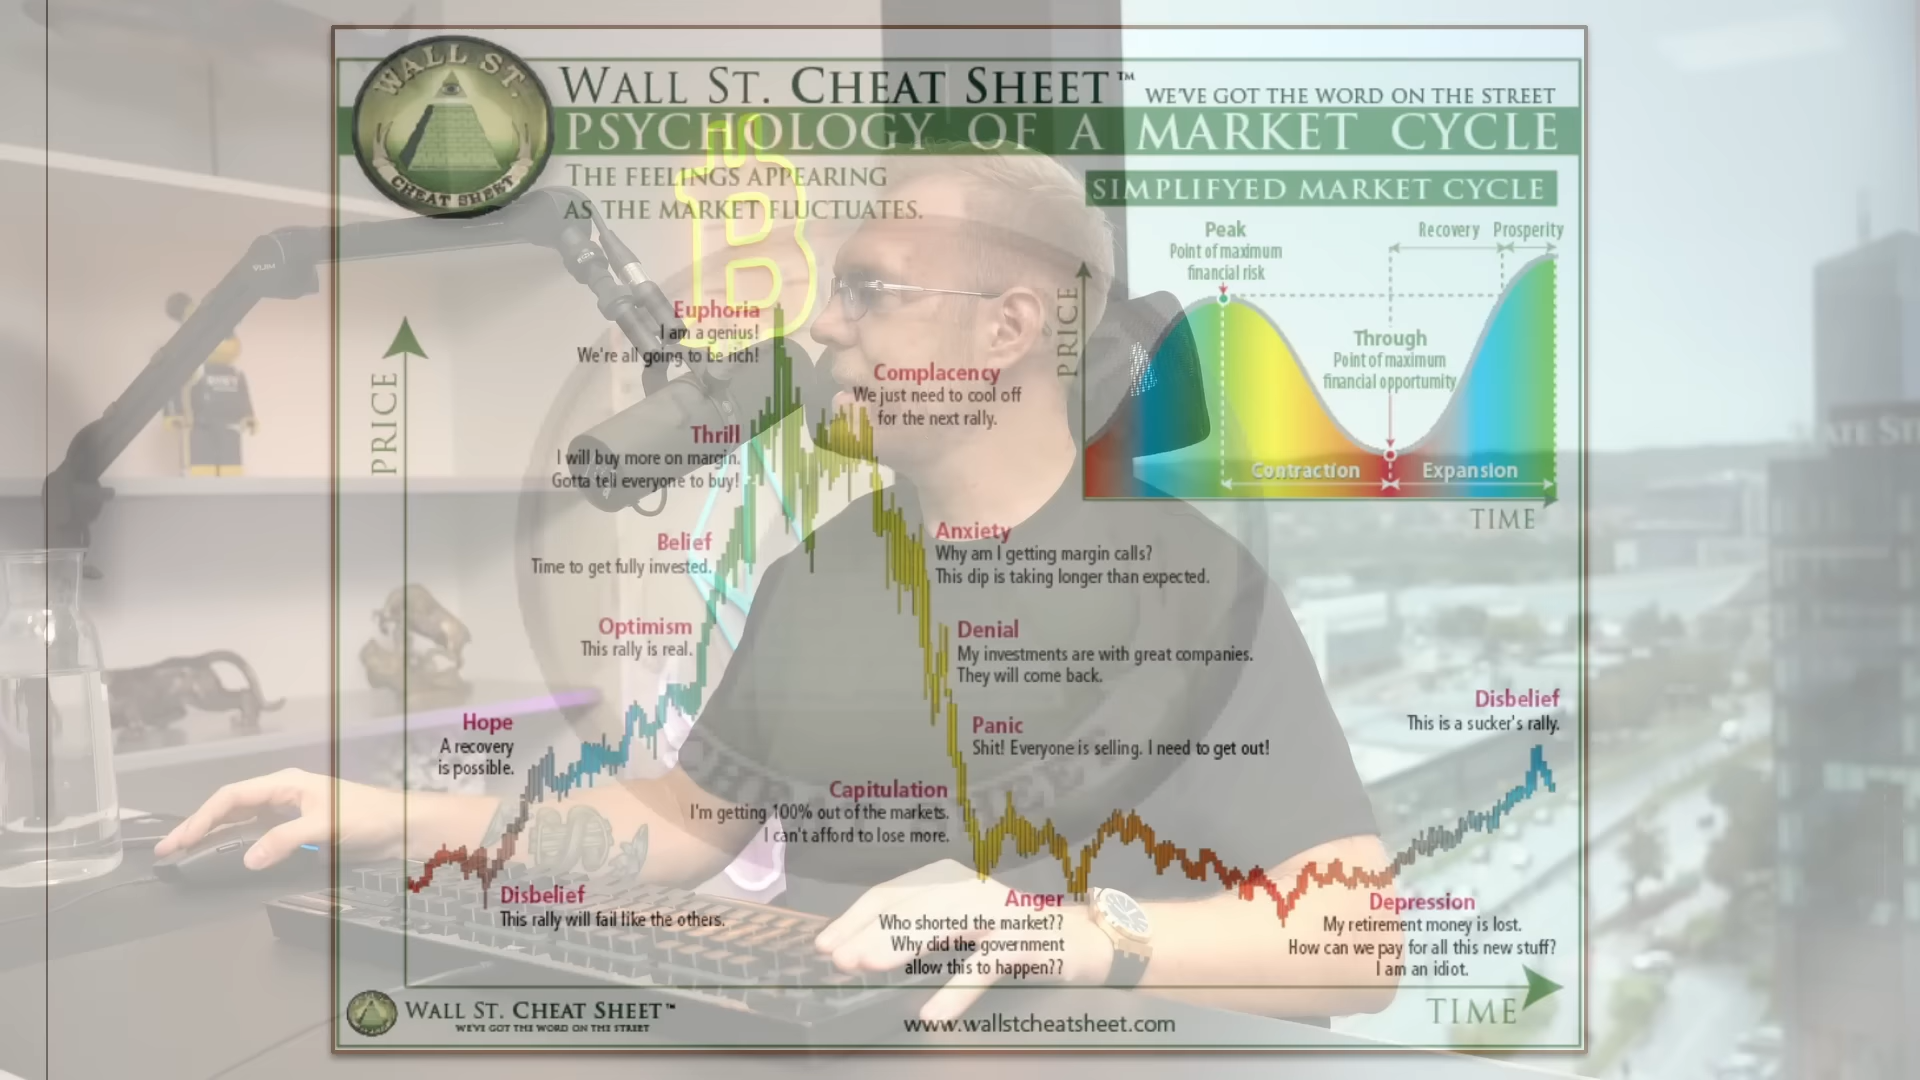 WALL ST.
CHEAT SHEET
WALL ST. CHEAT SHEET™
WE'VE GOT THE WORD ON THE STREET
PSYCHOLOGY OF A MARKET CYCLE
THE FEELINGS APPEARING
AS THE MARKET FLUCTUATES.
SIMPLIFYED MARKET CYCLE
Peak
Point of maximum
financial risk
Recovery
Prosperity
PRICE
Through
Point of maximum
financial opportunity
Contraction
Expansion
TIME
PRICE
Euphoria
I am a genius!
We're all going to be rich!
Complacency
We just need to cool off
for the next rally.
Thrill
I will buy more on margin.
Gotta tell everyone to buy!
Belief
Time to get fully invested.
Anxiety
Why am I getting margin calls?
This dip is taking longer than expected.
Optimism
This rally is real.
Denial
My investments are with great companies.
They will come back.
Hope
A recovery
is possible.
Panic
Shit! Everyone is selling. I need to get out!
Disbelief
This is a sucker's rally.
Capitulation
I'm getting 100% out of the markets.
I can't afford to lose more.
Disbelief
This rally will fail like the others.
Anger
Who shorted the market??
Why did the government
allow this to happen??
Depression
My retirement money is lost.
How can we pay for all this new stuff?
I am an idiot.
WALL ST. CHEAT SHEET™
WE'VE GOT THE WORD ON THE STREET
www.wallstcheatsheet.com
TIME